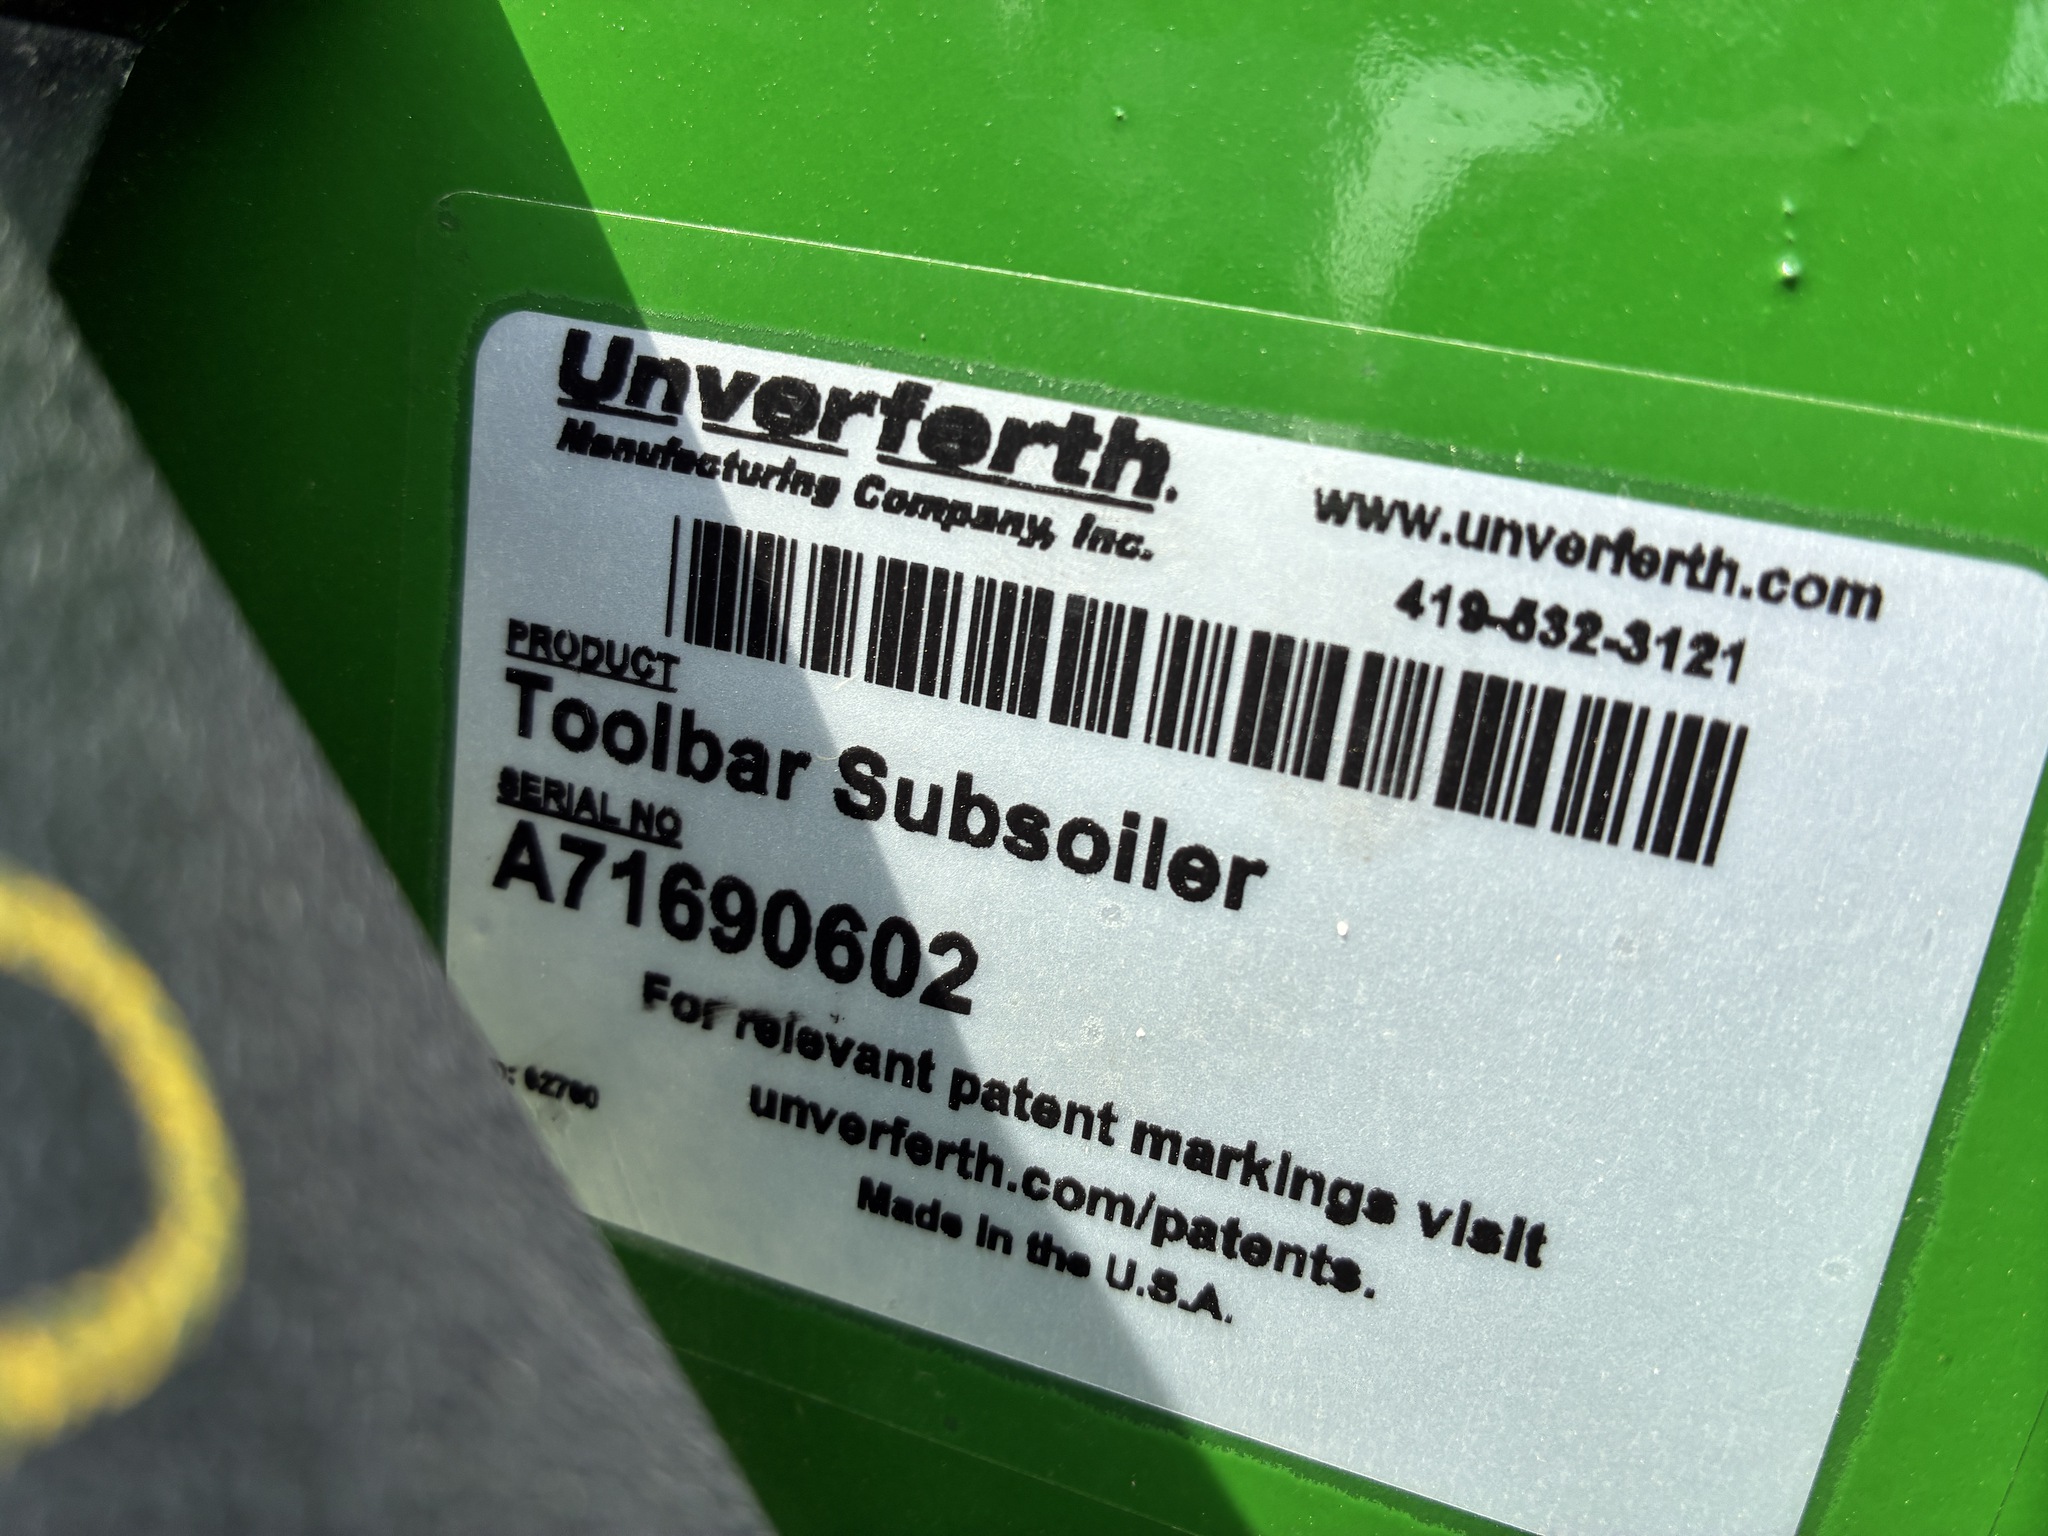 Unverferth.
Manufacturing Company, Inc.
www.unverferth.com
419-532-3121
PRODUCT
Toolbar Subsoiler
SERIAL NO
A71690602
For relevant patent markings visit
unverferth.com/patents.
Made in the U.S.A.